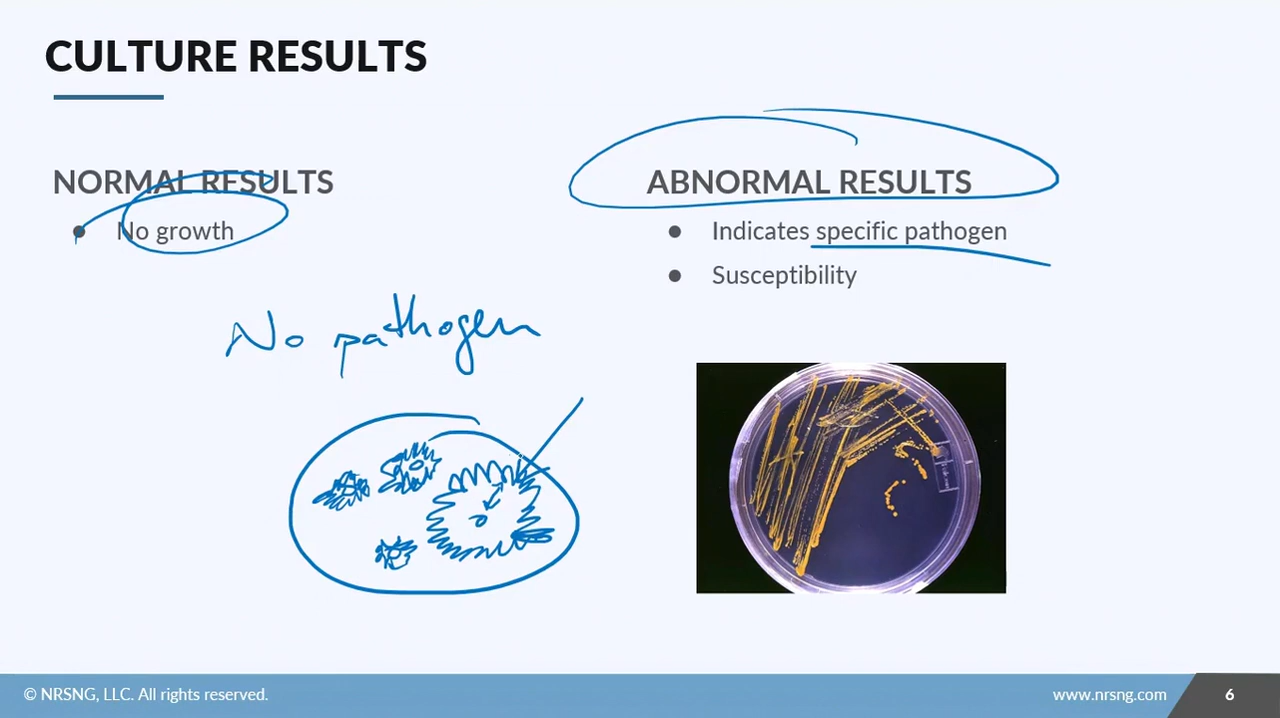 CULTURE RESULTS
NORMAL RESULTS
● No growth
No pathogen
ABNORMAL RESULTS
● Indicates specific pathogen
● Susceptibility
© NRSNG, LLC. All rights reserved.
www.nrsng.com
6